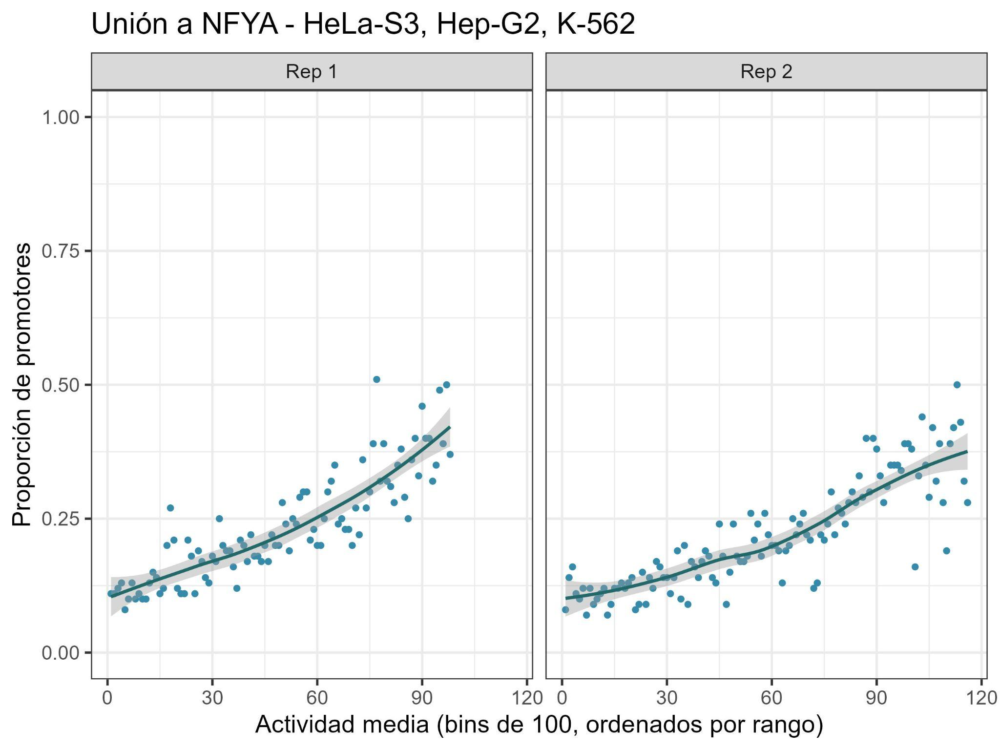 Unión a NFYA - HeLa-S3, Hep-G2, K-562
Rep 1
Rep 2
Proporción de promotores
1.00
0.75
0.50
0.25
0.00
0 30 60 90 120
0 30 60 90 120
Actividad media (bins de 100, ordenados por rango)